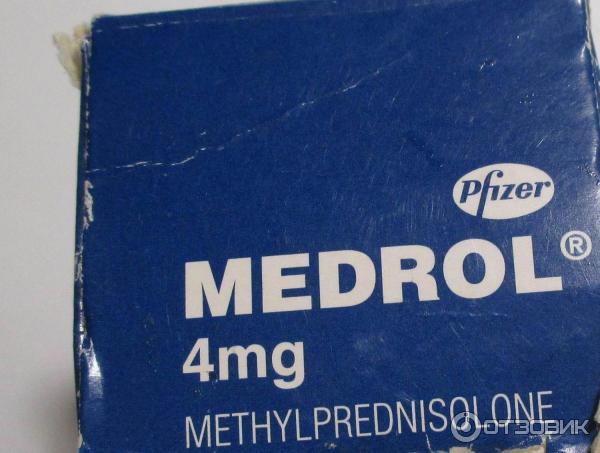 Pfizer
MEDROL®
4mg
METHYLPREDNISOLONE
ОТЗОВИК